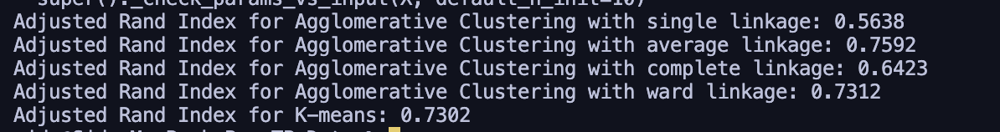 super()._check_params_vs_input(X, default_n_init=10)
Adjusted Rand Index for Agglomerative Clustering with single linkage: 0.5638
Adjusted Rand Index for Agglomerative Clustering with average linkage: 0.7592
Adjusted Rand Index for Agglomerative Clustering with complete linkage: 0.6423
Adjusted Rand Index for Agglomerative Clustering with ward linkage: 0.7312
Adjusted Rand Index for K-means: 0.7302